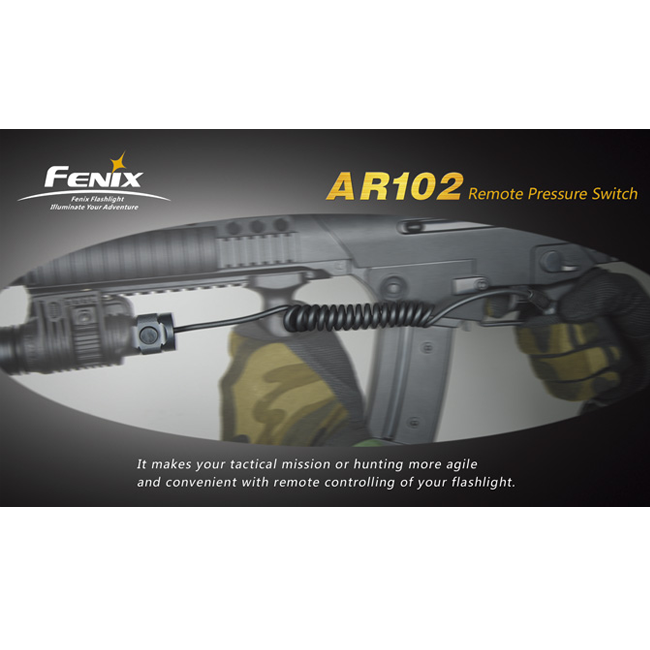 FENIX
Fenix Flashlight
Illuminate Your Adventure
AR102 Remote Pressure Switch
It makes your tactical mission or hunting more agile
and convenient with remote controlling of your flashlight.